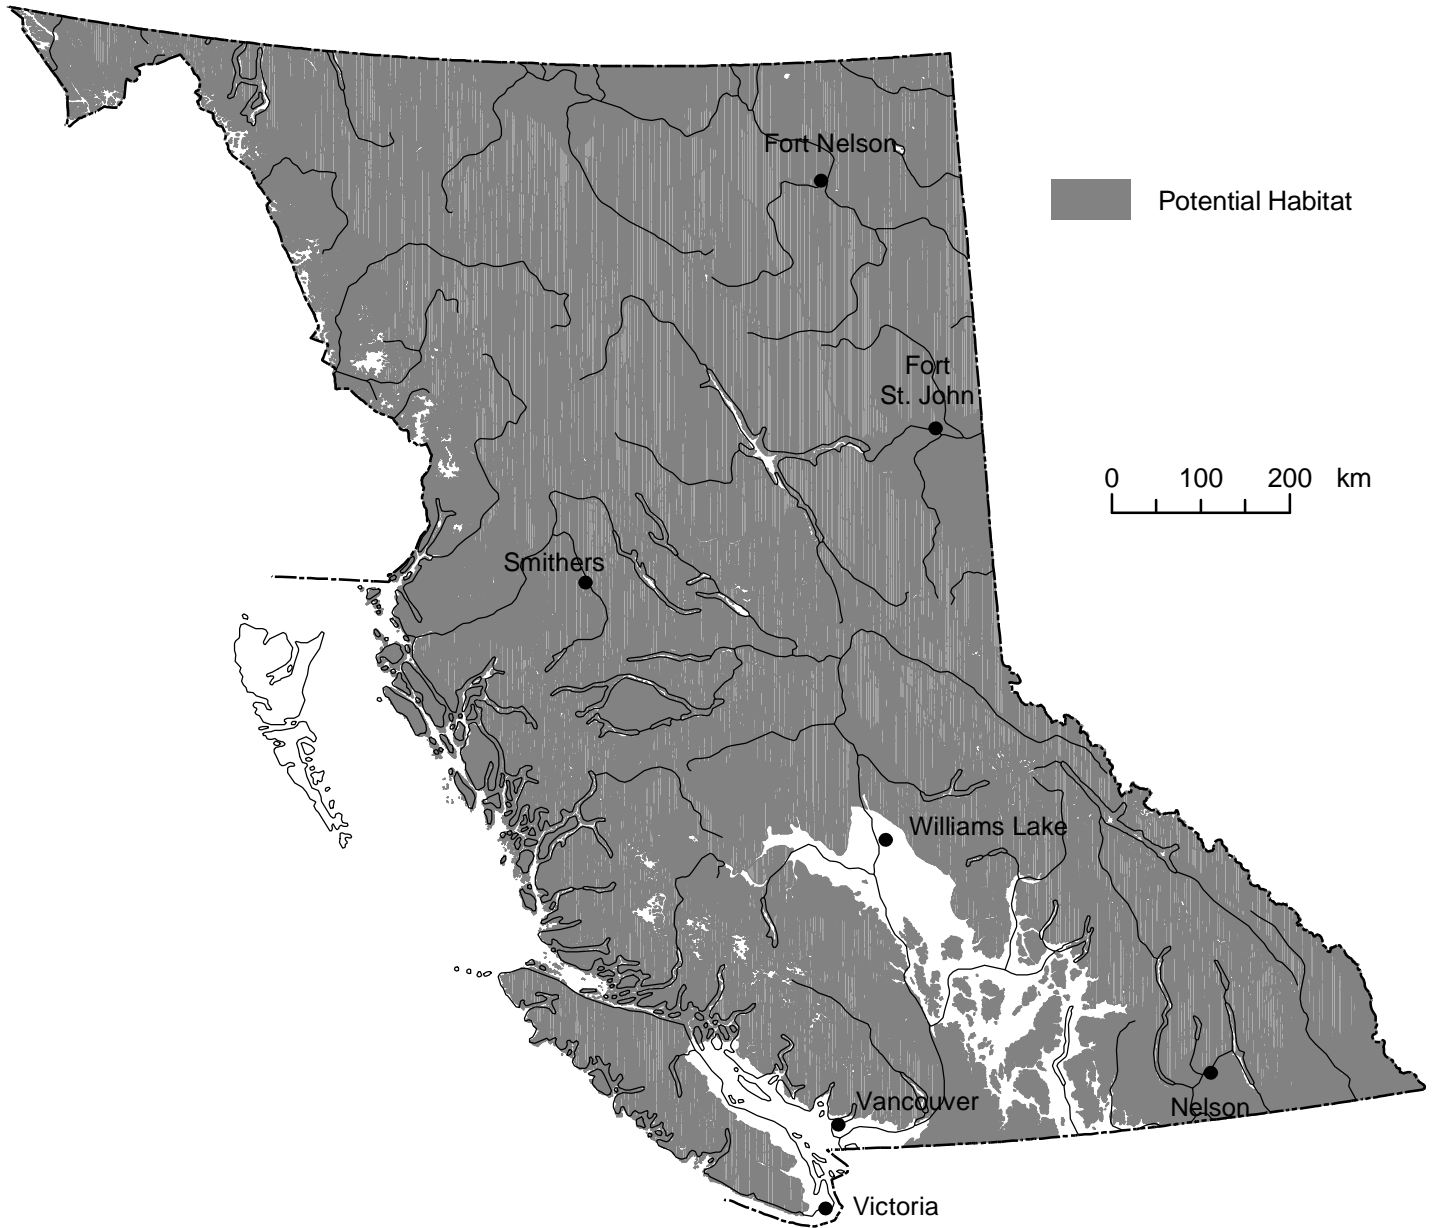 Fort Nelson
Potential Habitat
Fort
St. John
0 100 200 km
Smithers
Williams Lake
Vancouver
Nelson
Victoria